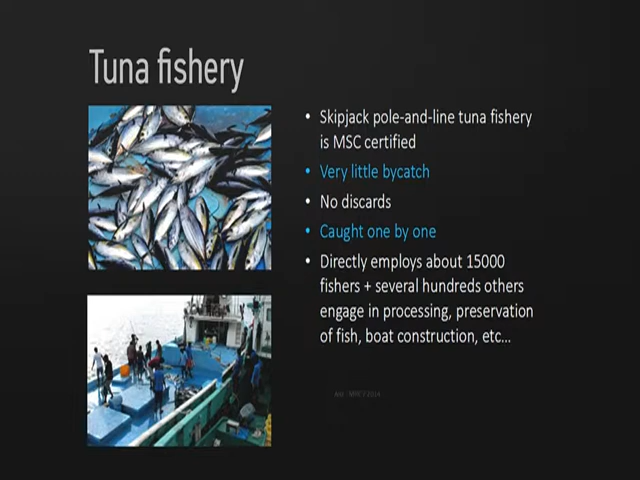 Tuna fishery
• Skipjack pole-and-line tuna fishery
is MSC certified
• Very little bycatch
• No discards
• Caught one by one
• Directly employs about 15000
fishers + several hundreds others
engage in processing, preservation
of fish, boat construction, etc...